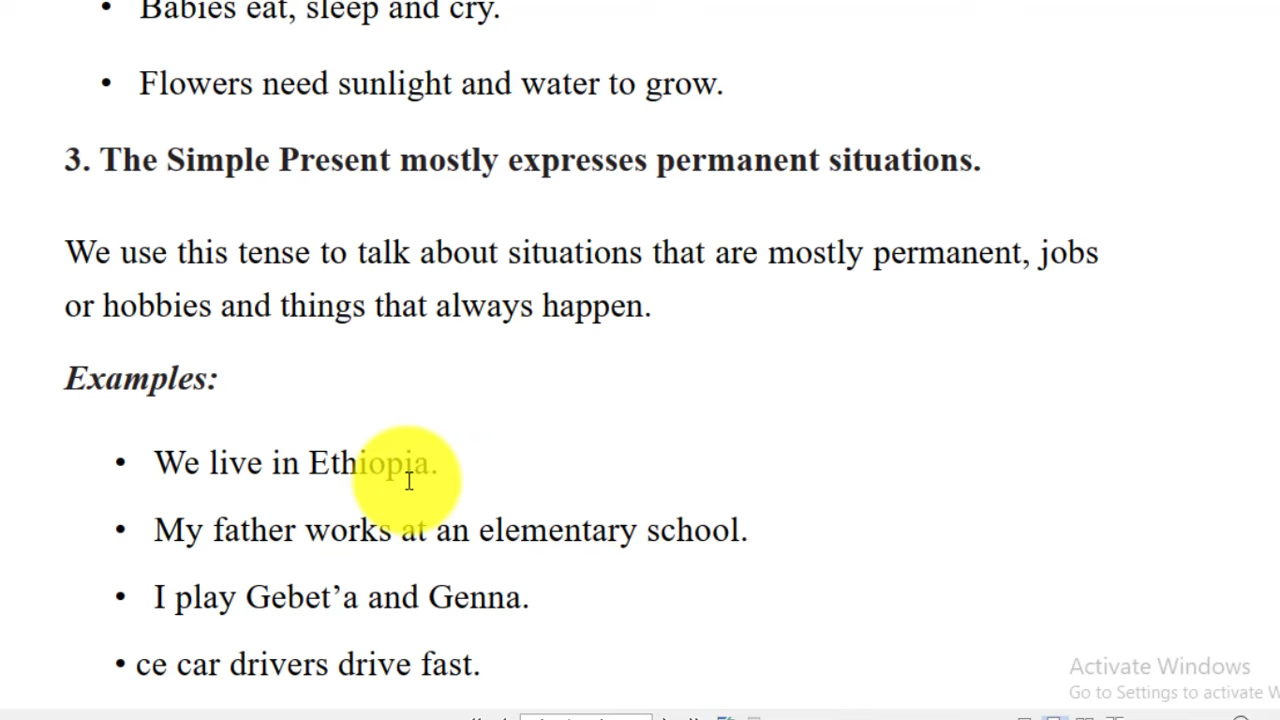 • Babies eat, sleep and cry.
• Flowers need sunlight and water to grow.
3. The Simple Present mostly expresses permanent situations.
We use this tense to talk about situations that are mostly permanent, jobs
or hobbies and things that always happen.
Examples:
• We live in Ethiopia.
• My father works at an elementary school.
• I play Gebet’a and Genna.
• ce car drivers drive fast.
Activate Windows
Go to Settings to activate W